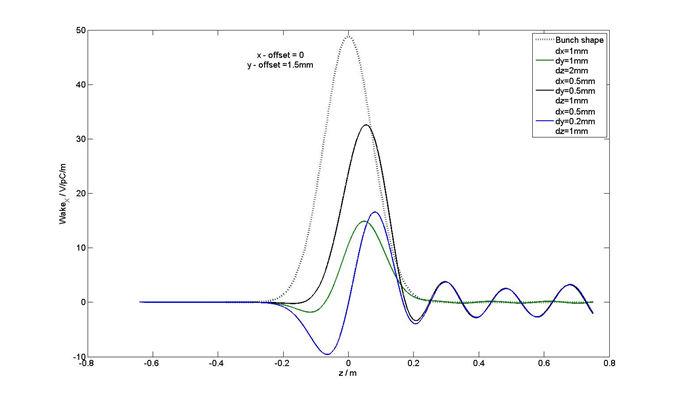 50
40
30
20
10
0
-10
-0.8
-0.6
-0.4
-0.2
0
0.2
0.4
0.6
0.8
z / m
WakeX / V/pC/m
x - offset = 0
y - offset =1.5mm
Bunch shape
dx=1mm
dy=1mm
dz=2mm
dx=0.5mm
dy=0.5mm
dz=1mm
dx=0.5mm
dy=0.2mm
dz=1mm